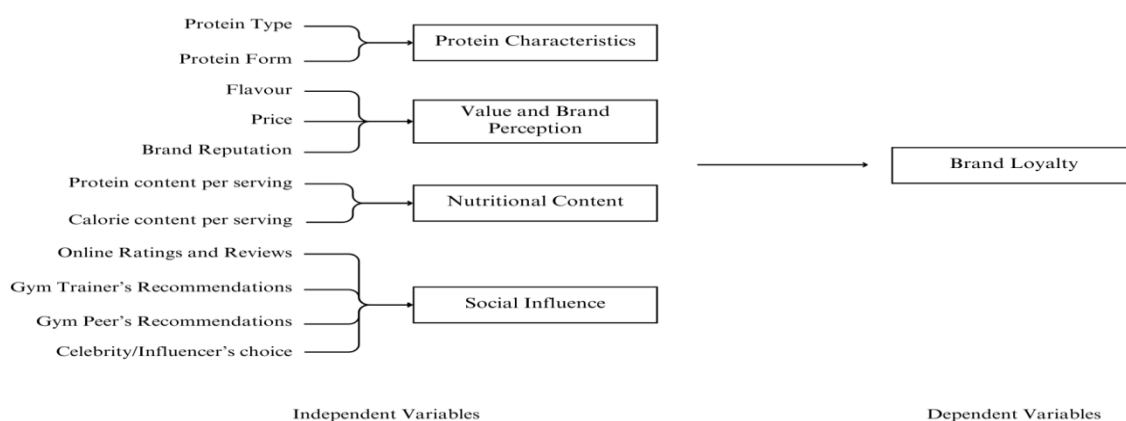 Protein Type
Protein Form
Protein Characteristics
Flavour
Price
Brand Reputation
Value and Brand
Perception
Protein content per serving
Calorie content per serving
Nutritional Content
Online Ratings and Reviews
Gym Trainer's Recommendations
Gym Peer's Recommendations
Celebrity/Influencer's choice
Social Influence
Brand Loyalty
Independent Variables
Dependent Variables